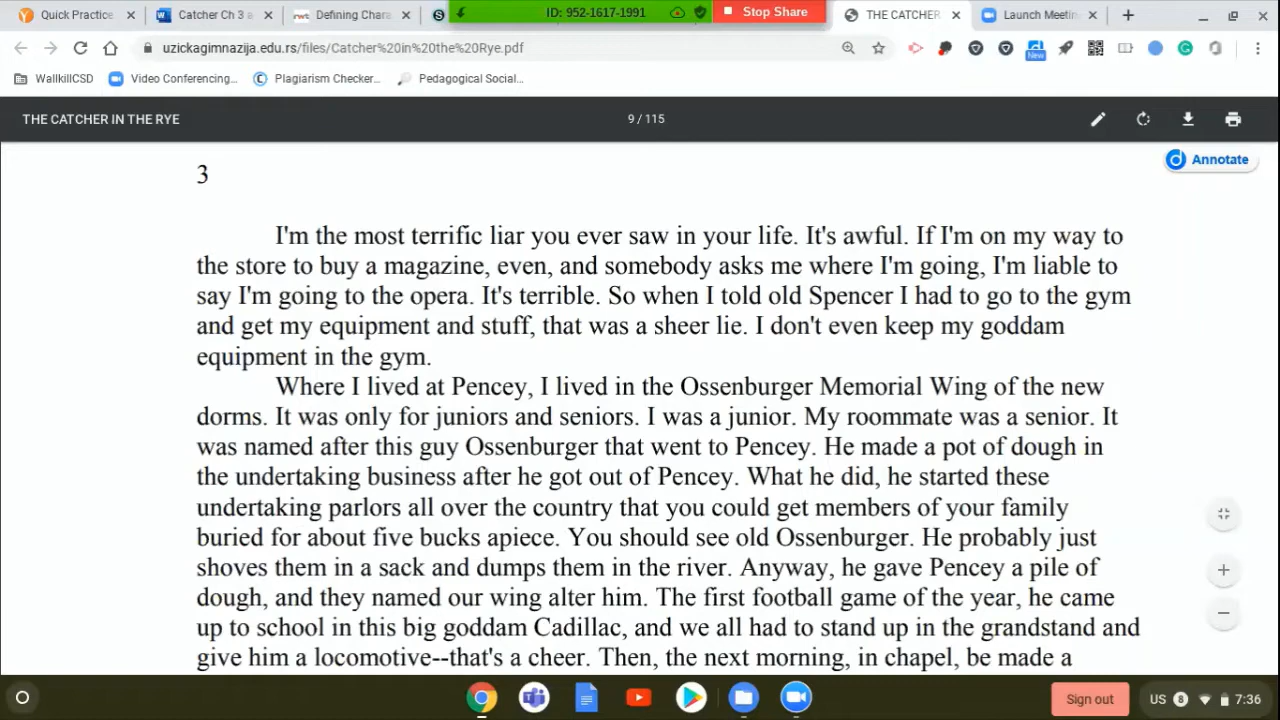 Quick Practice
Catcher Ch 3 a
Defining Chara
ID: 952-1617-1991
Stop Share
THE CATCHER
Launch Meetin
uzickagimnazija.edu.rs/files/Catcher%20in%20the%20Rye.pdf
New
WallkillCSD
Video Conferencing...
Plagiarism Checker...
Pedagogical Social...
THE CATCHER IN THE RYE
9 / 115
Annotate
3
I'm the most terrific liar you ever saw in your life. It's awful. If I'm on my way to
the store to buy a magazine, even, and somebody asks me where I'm going, I'm liable to
say I'm going to the opera. It's terrible. So when I told old Spencer I had to go to the gym
and get my equipment and stuff, that was a sheer lie. I don't even keep my goddam
equipment in the gym.
Where I lived at Pencey, I lived in the Ossenburger Memorial Wing of the new
dorms. It was only for juniors and seniors. I was a junior. My roommate was a senior. It
was named after this guy Ossenburger that went to Pencey. He made a pot of dough in
the undertaking business after he got out of Pencey. What he did, he started these
undertaking parlors all over the country that you could get members of your family
buried for about five bucks apiece. You should see old Ossenburger. He probably just
shoves them in a sack and dumps them in the river. Anyway, he gave Pencey a pile of
dough, and they named our wing alter him. The first football game of the year, he came
up to school in this big goddam Cadillac, and we all had to stand up in the grandstand and
give him a locomotive--that's a cheer. Then, the next morning, in chapel, be made a
Sign out
US
8
7:36